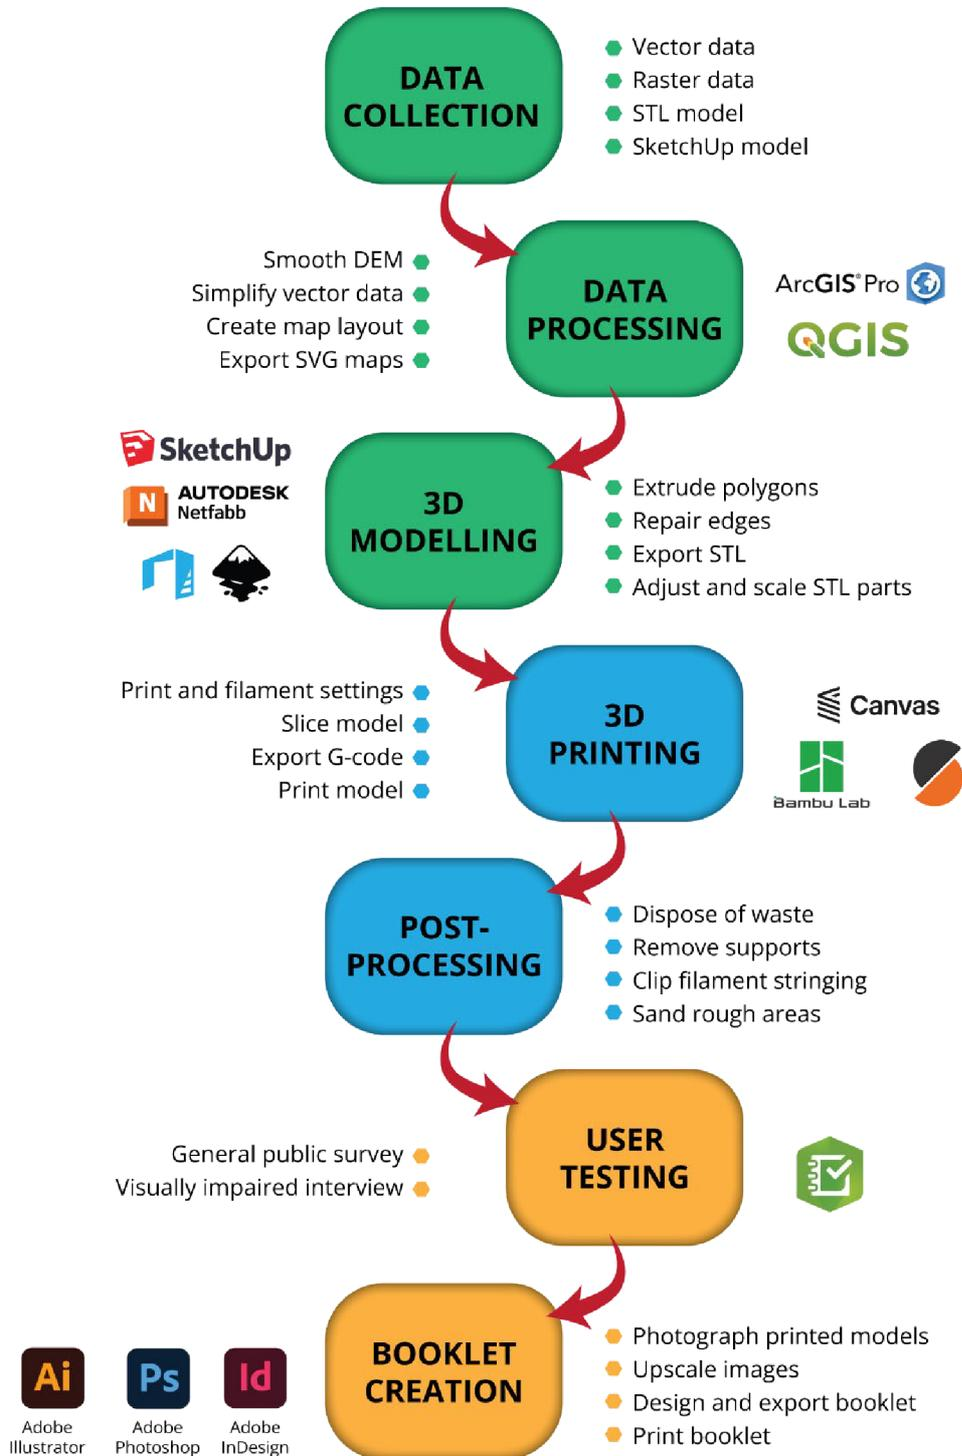 DATA
COLLECTION
Vector data
Raster data
STL model
SketchUp model
Smooth DEM
Simplify vector data
Create map layout
Export SVG maps
DATA
PROCESSING
ArcGIS® Pro
QGIS
SketchUp
N AUTODESK
Netfabb
3D
MODELLING
Extrude polygons
Repair edges
Export STL
Adjust and scale STL parts
Print and filament settings
Slice model
Export G-code
Print model
3D
PRINTING
Canvas
Bambu Lab
POST-
PROCESSING
Dispose of waste
Remove supports
Clip filament stringing
Sand rough areas
General public survey
Visually impaired interview
USER
TESTING
Ai Ps Id
Adobe Adobe Adobe
Illustrator Photoshop InDesign
BOOKLET
CREATION
Photograph printed models
Upscale images
Design and export booklet
Print booklet